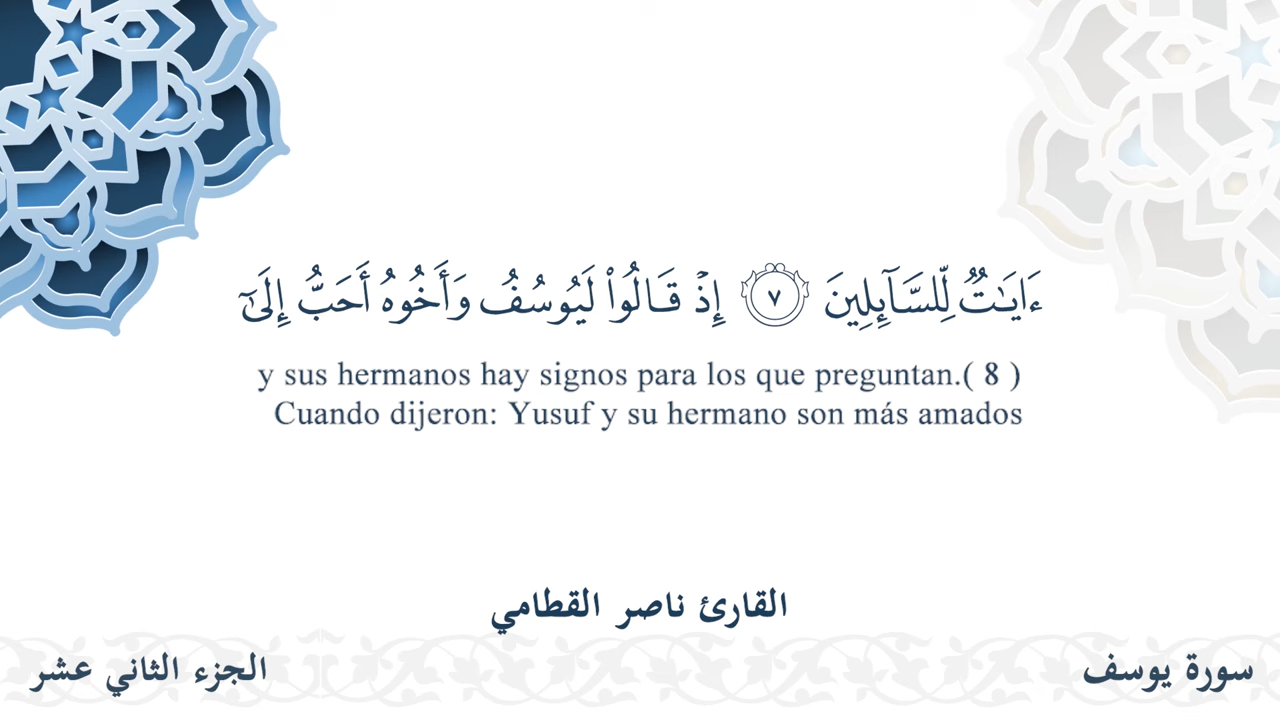 ءَايَـٰتٌ لِّلسَّآئِلِينَ ٧ إِذْ قَالُوا۟ لَيُوسُفُ وَأَخُوهُ أَحَبُّ إِلَىٰٓ
y sus hermanos hay signos para los que preguntan.( 8 )
Cuando dijeron: Yusuf y su hermano son más amados
القارئ ناصر القطامي
سورة يوسف
الجزء الثاني عشر